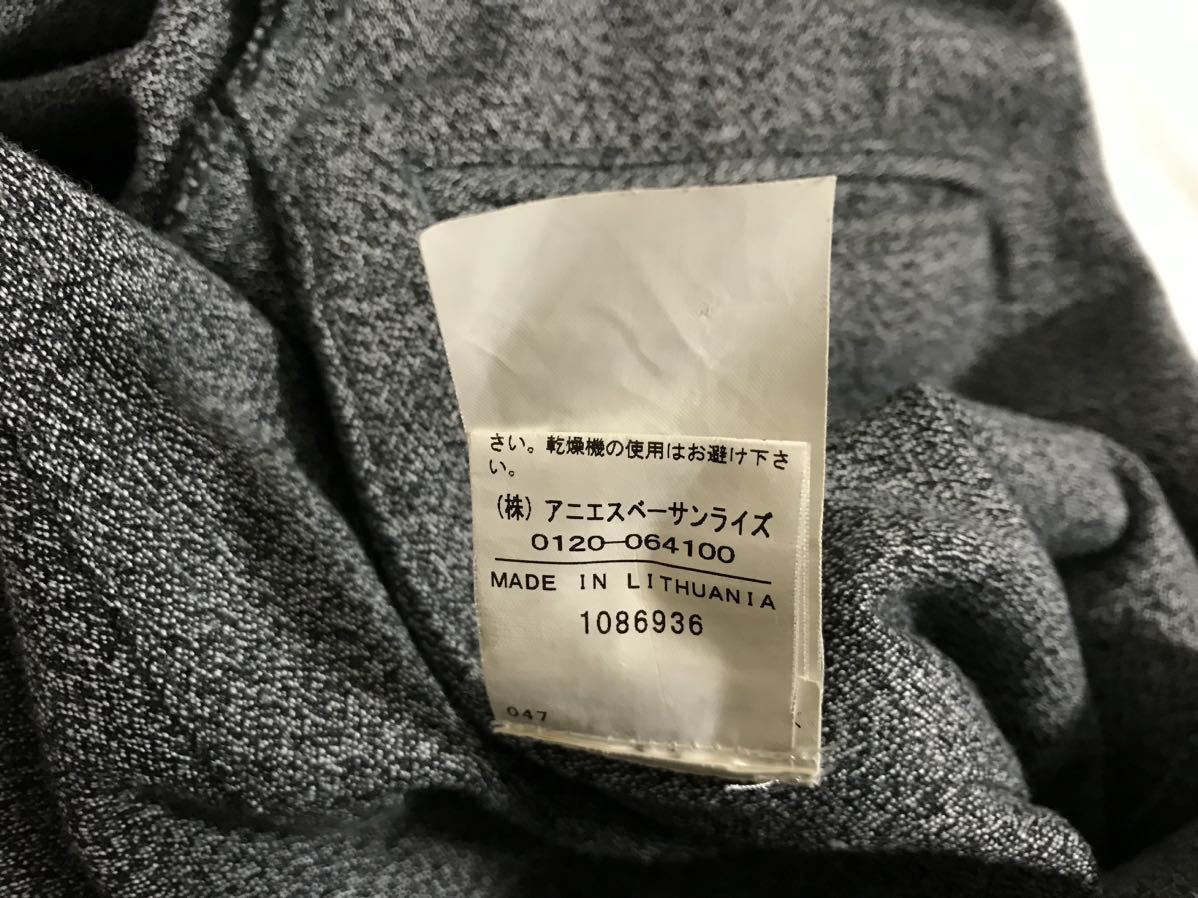 さい。乾燥機の使用はお避け下さ
い。
(株) アニエスベーサンライズ
0120-064100
MADE IN LITHUANIA
1086936
047